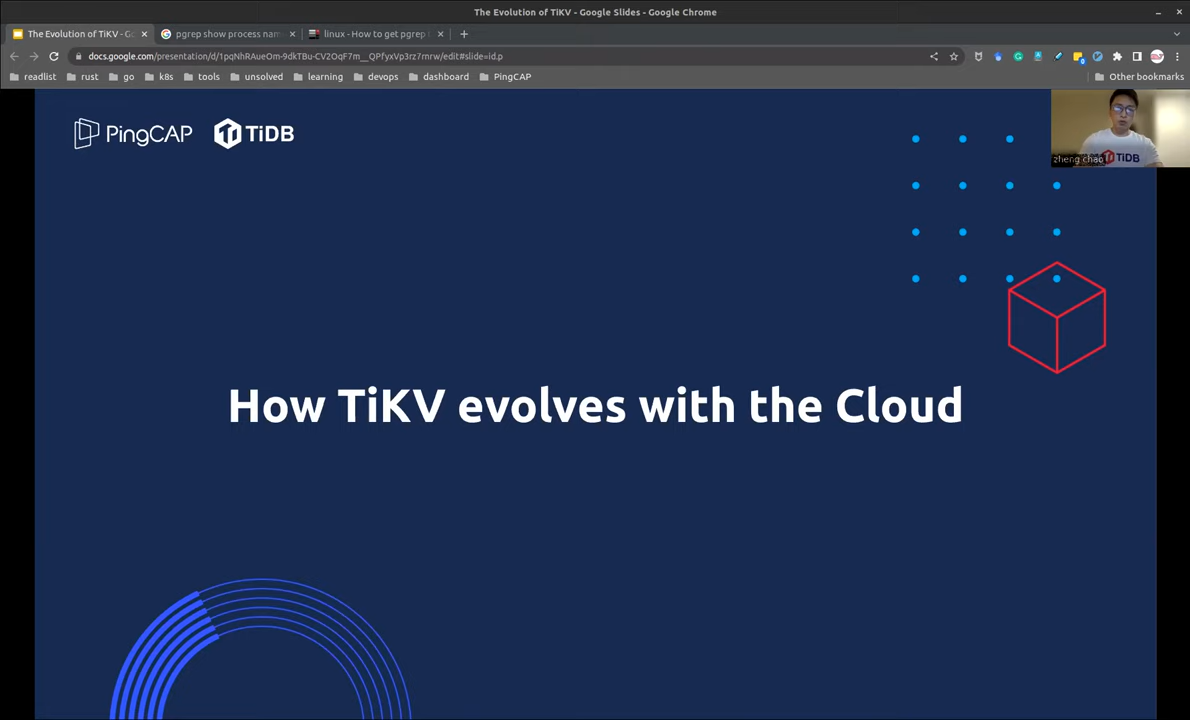 The Evolution of TiKV - Google Slides - Google Chrome
The Evolution of TiKV - Go
pgrep show process nam
linux - How to get pgrep
docs.google.com/presentation/d/1pqNhRAueOm-9dkTBu-CV2OqF7m__QPfyxVp3rz7mrw/edit#slide=id.p
readlist rust go k8s tools unsolved learning devops dashboard PingCAP Other bookmarks
PingCAP TiDB
TiDB
zheng chao
How TiKV evolves with the Cloud